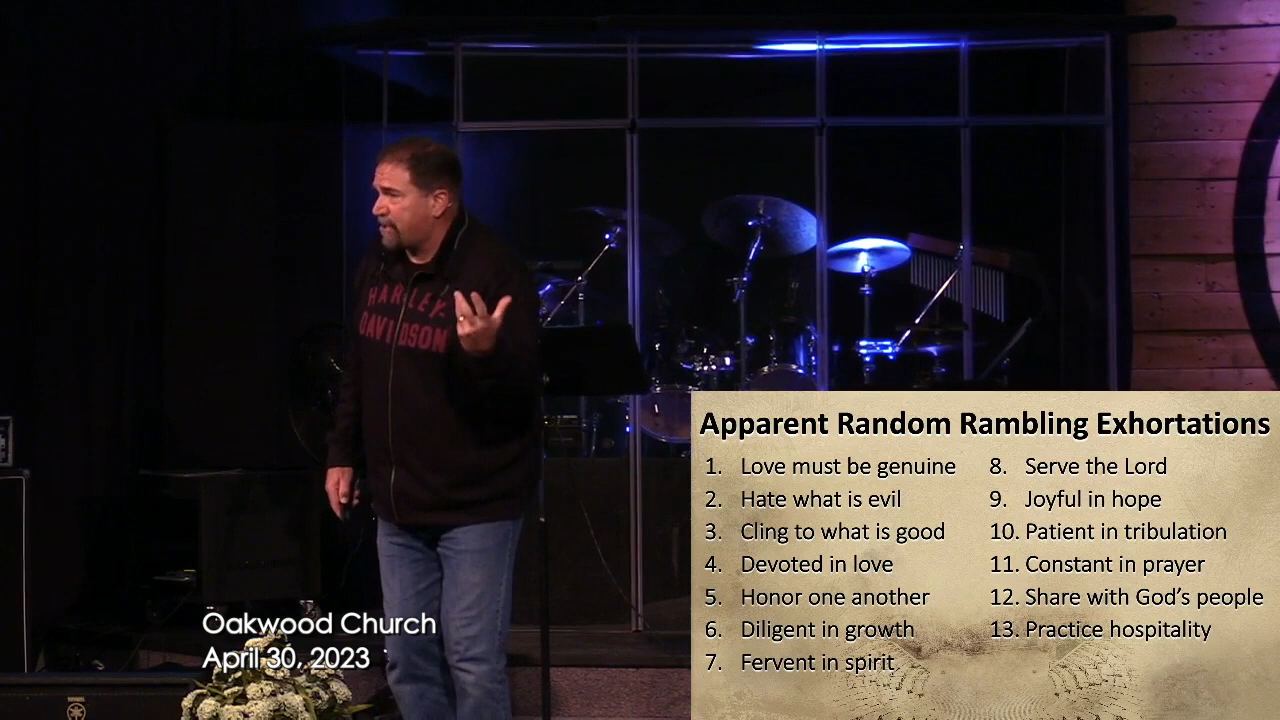 HARLEY-
DAVIDSON
Oakwood Church
April 30, 2023
Apparent Random Rambling Exhortations
1. Love must be genuine
2. Hate what is evil
3. Cling to what is good
4. Devoted in love
5. Honor one another
6. Diligent in growth
7. Fervent in spirit
8. Serve the Lord
9. Joyful in hope
10. Patient in tribulation
11. Constant in prayer
12. Share with God's people
13. Practice hospitality